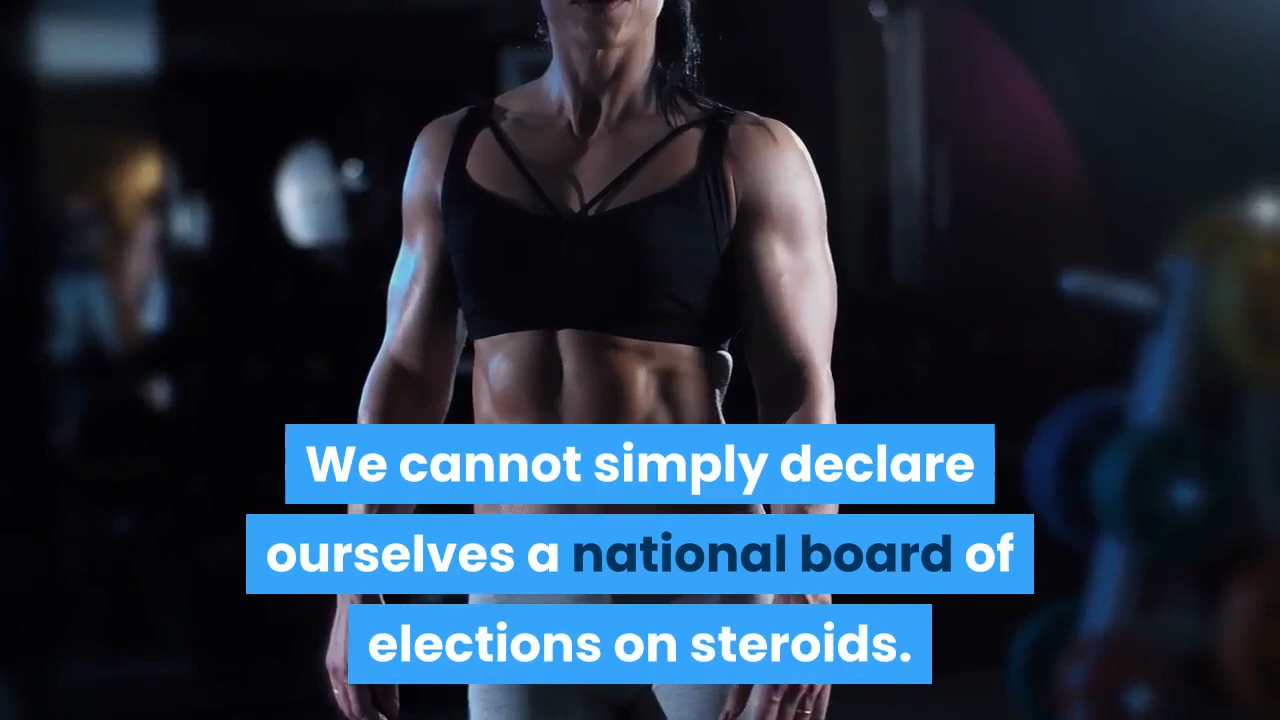 We cannot simply declare
ourselves a national board of
elections on steroids.